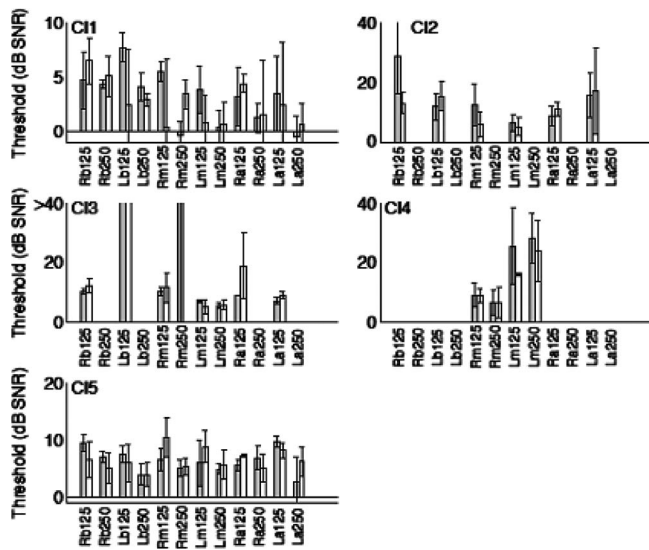 CI1
CI2
Threshold (dB SNR)
10
5
0
40
20
0
Rb125
Rb250
Lb125
Lb250
Rm125
Rm250
Lm125
Lm250
Ra125
Ra250
La125
La250
Rb125
Rb250
Lb125
Lb250
Rm125
Rm250
Lm125
Lm250
Ra125
Ra250
La125
La250
CI3
CI4
Threshold (dB SNR)
>40
20
0
40
20
0
Rb125
Rb250
Lb125
Lb250
Rm125
Rm250
Lm125
Lm250
Ra125
Ra250
La125
La250
Rb125
Rb250
Lb125
Lb250
Rm125
Rm250
Lm125
Lm250
Ra125
Ra250
La125
La250
CI5
Threshold (dB SNR)
20
10
0
Rb125
Rb250
Lb125
Lb250
Rm125
Rm250
Lm125
Lm250
Ra125
Ra250
La125
La250